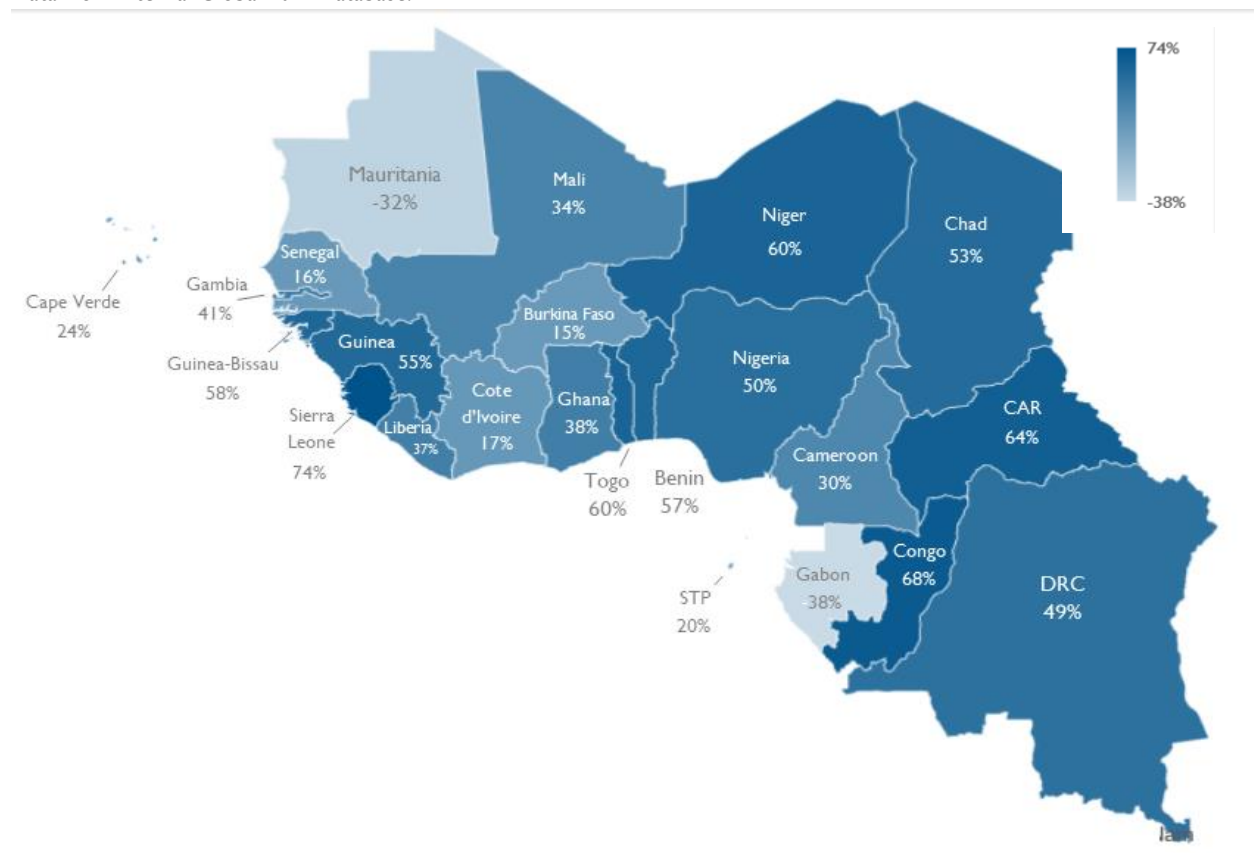 74%
-38%
Mauritania
-32%
Mali
34%
Niger
60%
Chad
53%
Senegal
16%
Gambia
41%
Cape Verde
24%
Burkina Faso
15%
Guinea
55%
Guinea-Bissau
58%
Nigeria
50%
Cote
d'Ivoire
17%
Ghana
38%
CAR
64%
Sierra
Leone
74%
Liberia
37%
Cameroon
30%
Togo
60%
Benin
57%
Congo
68%
Gabon
-38%
DRC
49%
STP
20%